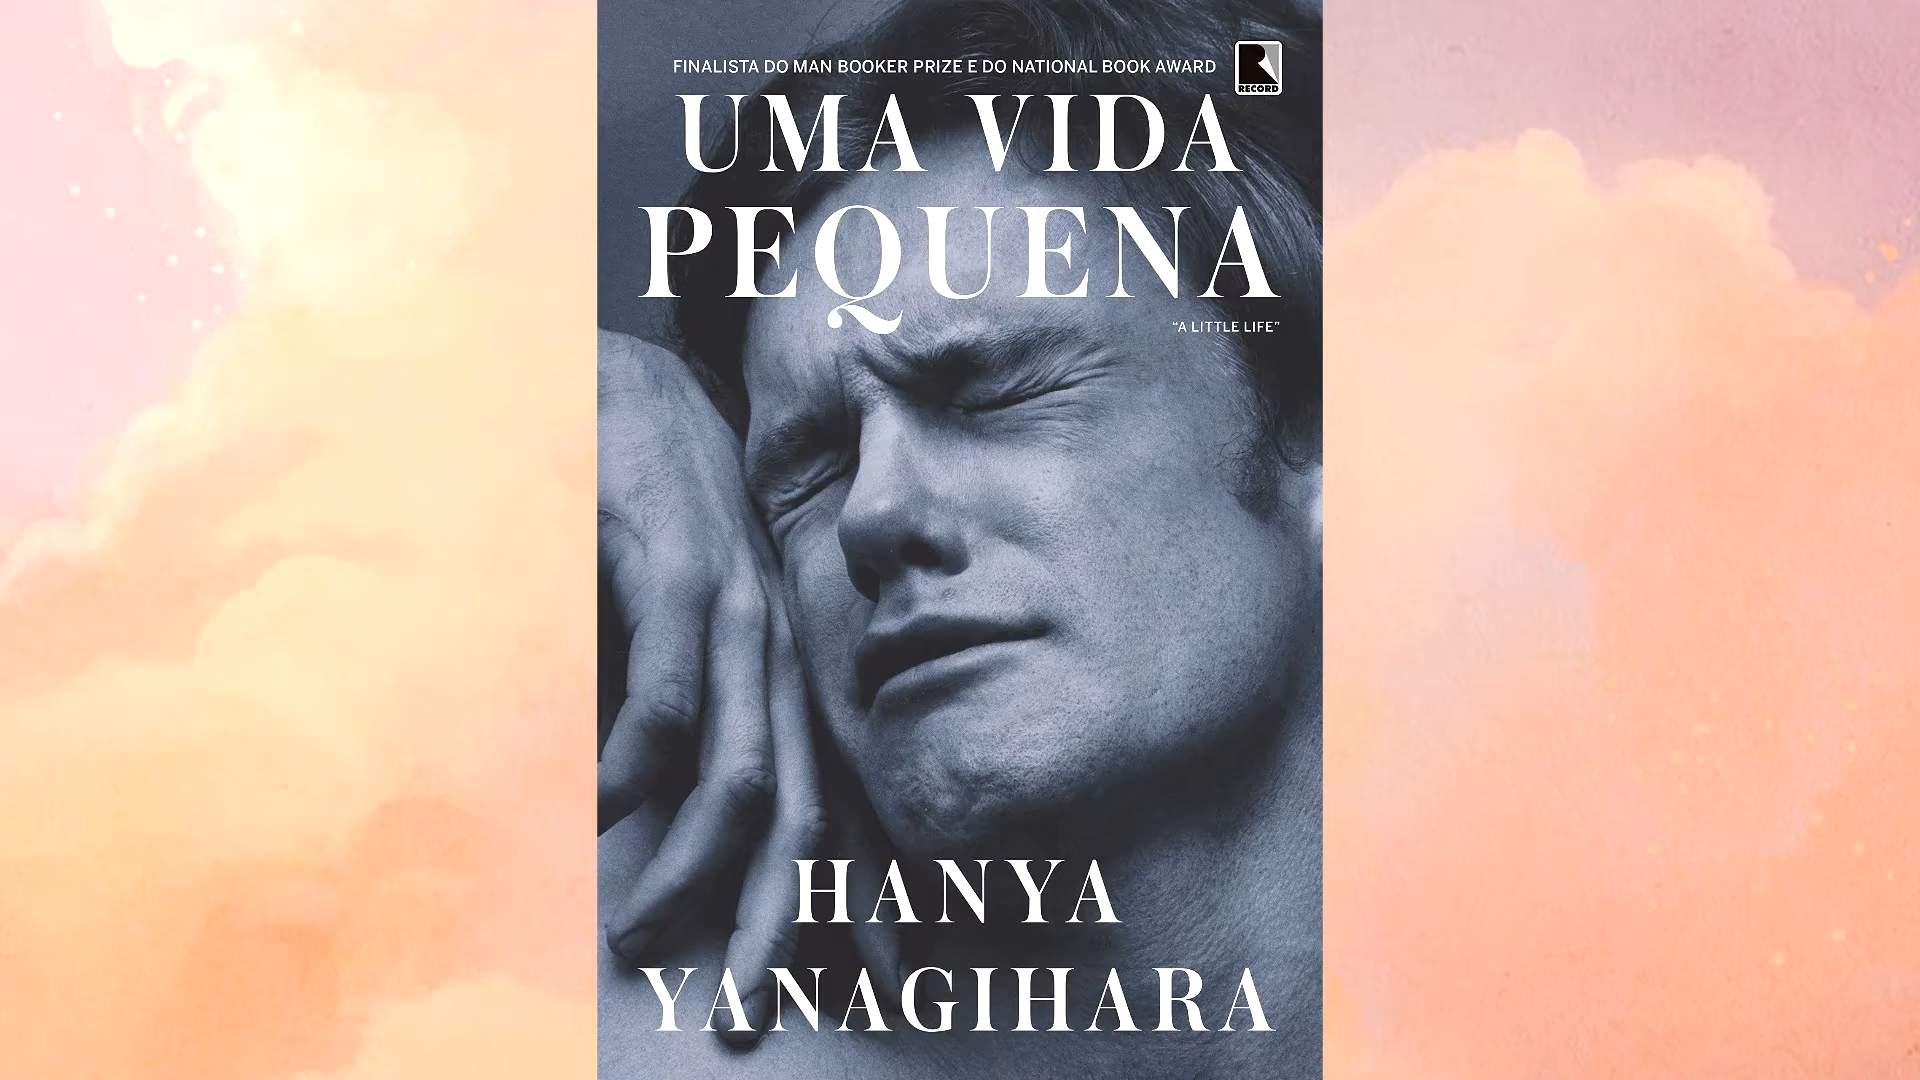 FINALISTA DO MAN BOOKER PRIZE E DO NATIONAL BOOK AWARD
RECORD
UMA VIDA
PEQUENA
“A LITTLE LIFE”
HANYA
YANAGIHARA